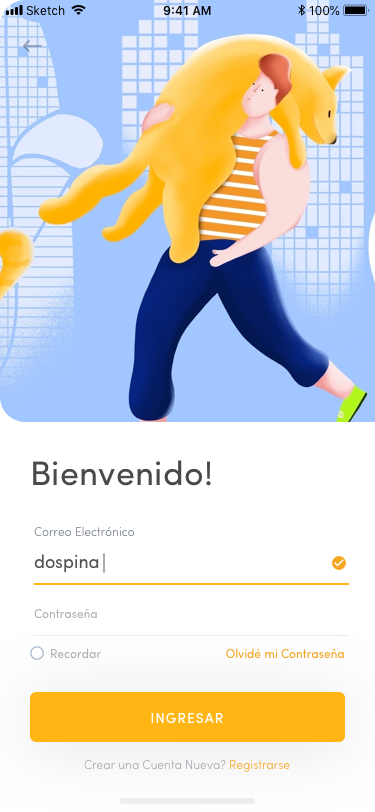 Sketch 9:41 AM 100%
Bienvenido!
Correo Electrónico
dospina
Contraseña
Recordar Olvidé mi Contraseña
INGRESAR
Crear una Cuenta Nueva? Registrarse